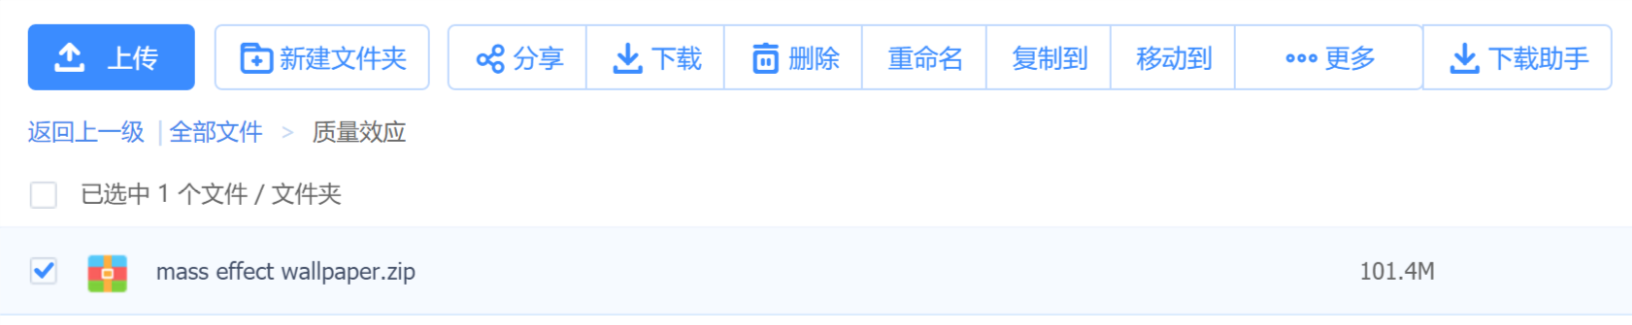 上传 新建文件夹 分享 下载 删除 重命名 复制到 移动到 更多 下载助手
返回上一级 | 全部文件 > 质量效应
已选中 1 个文件 / 文件夹
mass effect wallpaper.zip 101.4M